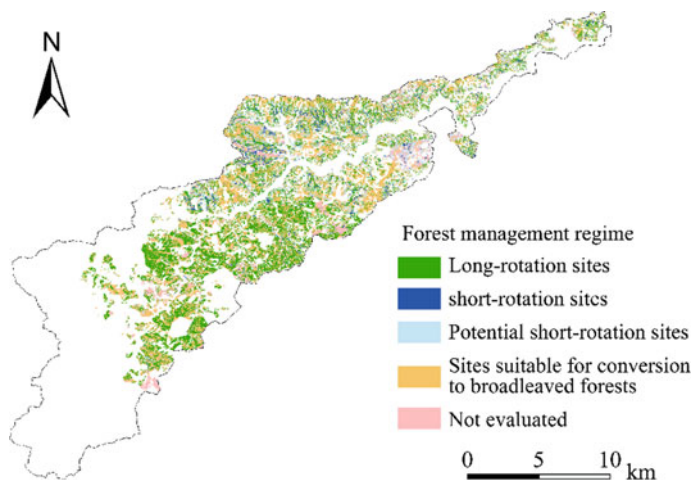 N
Forest management regime
Long-rotation sites
short-rotation sitcs
Potential short-rotation sites
Sites suitable for conversion
to broadleaved forests
Not evaluated
0 5 10
km